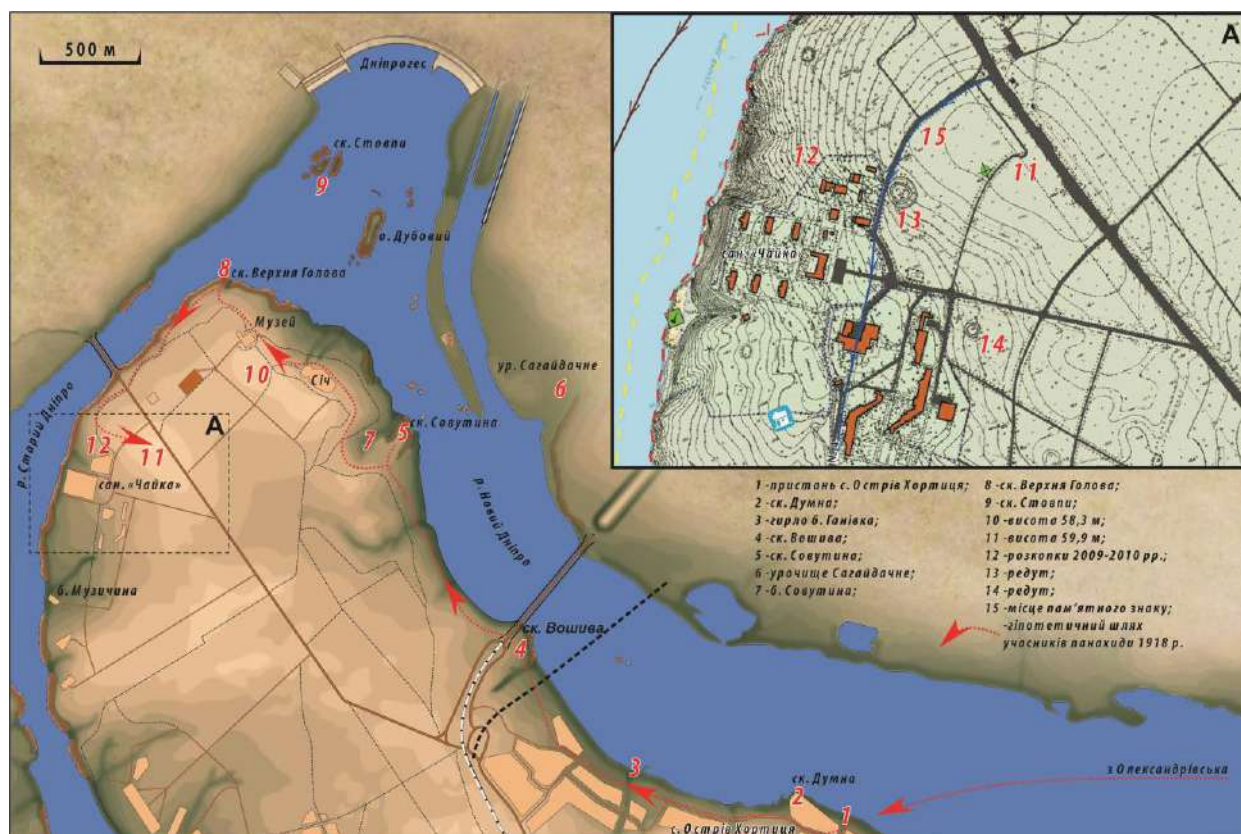 500 м
Дніпрогес
ск. Стовпа
9
о. Дубовий
8
ск. Верхня Голова
Музей
10
Січ
ур. Сагайдачне
6
р. Старий Дніпро
А
12
11
сан. «Чайка»
7
5
ск. Совутина
р. Новий Дніпро
б. Музичина
ск. Вошива
4
3
ск. Думна
2
1
с. Острів Хортиця
з Олександрівська
А
15
12
11
13
сан. «Чайка»
14
1 -пристань с. Острів Хортиця;
2 -ск. Думна;
3 -гирло б. Ганівка;
4 -ск. Вошива;
5 -ск. Совутина;
6 -урочище Сагайдачне;
7 -б. Совутина;
8 -ск. Верхня Голова;
9 -ск. Стовпи;
10 -висота 58,3 м;
11 -висота 59,9 м;
12 -розкопки 2009-2010 рр.;
13 -редут;
14 -редут;
15 -місце пам'ятного знаку;
-гіпотетичний шлях
учасників панахиди 1918 р.